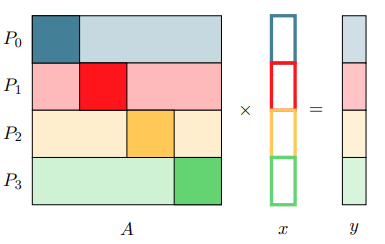 P₀
P₁
× =
P₂
P₃
A x y